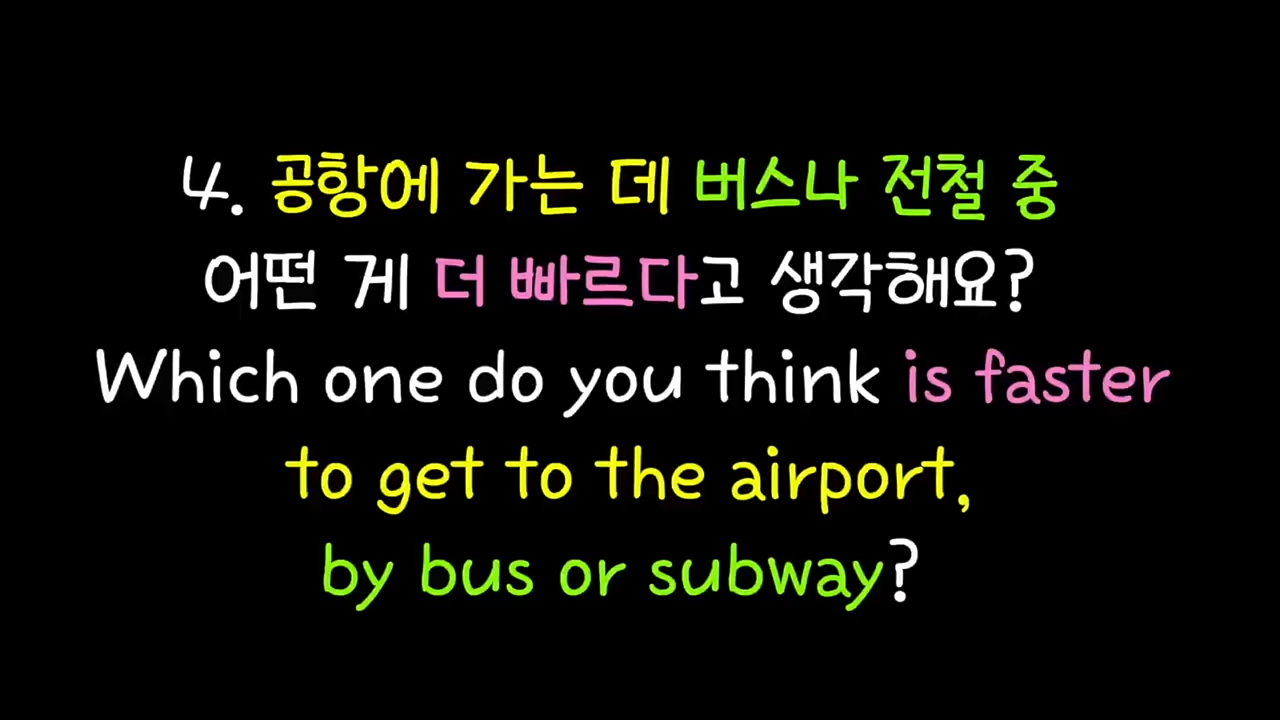 4. 공항에 가는 데 버스나 전철 중
어떤 게 더 빠르다고 생각해요?
Which one do you think is faster
to get to the airport,
by bus or subway?